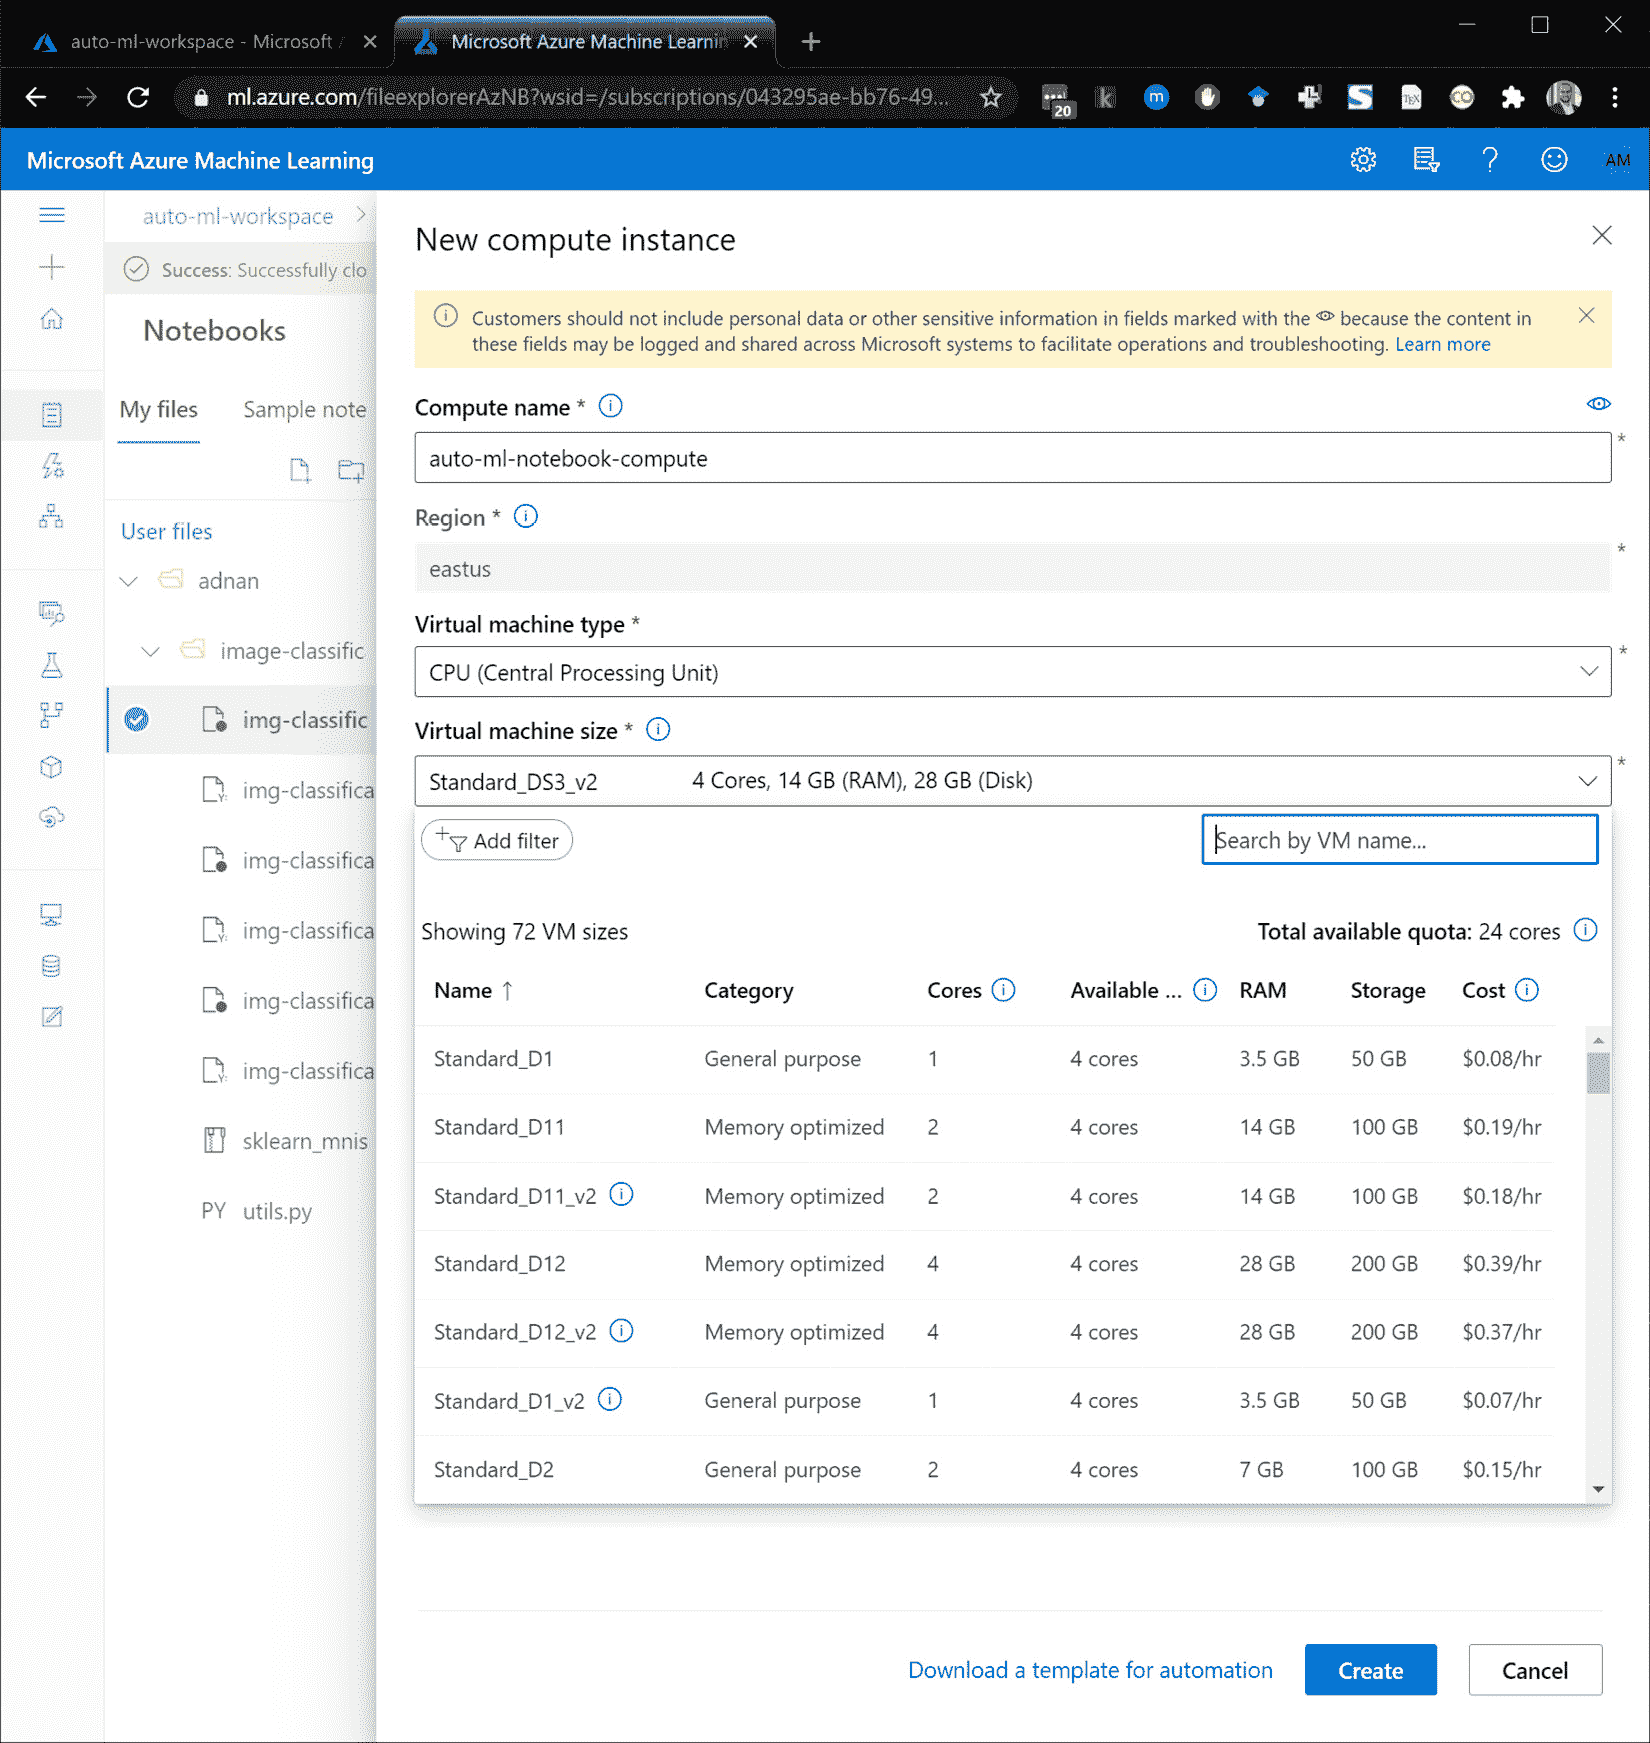 auto-ml-workspace - Microsoft
Microsoft Azure Machine Learnin
ml.azure.com/fileexplorerAzNB?wsid=/subscriptions/043295ae-bb76-49...
20
Microsoft Azure Machine Learning
AM
auto-ml-workspace
Success: Successfully clo
Notebooks
My files
Sample note
User files
adnan
image-classific
img-classific
img-classifica
img-classifica
img-classifica
img-classifica
img-classifica
sklearn_mnis
PY utils.py
New compute instance
Customers should not include personal data or other sensitive information in fields marked with the because the content in
these fields may be logged and shared across Microsoft systems to facilitate operations and troubleshooting. Learn more
Compute name *
*
auto-ml-notebook-compute
Region *
*
eastus
Virtual machine type *
*
CPU (Central Processing Unit)
Virtual machine size *
*
Standard_DS3_v2 4 Cores, 14 GB (RAM), 28 GB (Disk)
Add filter
Search by VM name...
Showing 72 VM sizes
Total available quota: 24 cores
Name ↑ Category Cores Available ... RAM Storage Cost
Standard_D1 General purpose 1 4 cores 3.5 GB 50 GB $0.08/hr
Standard_D11 Memory optimized 2 4 cores 14 GB 100 GB $0.19/hr
Standard_D11_v2 Memory optimized 2 4 cores 14 GB 100 GB $0.18/hr
Standard_D12 Memory optimized 4 4 cores 28 GB 200 GB $0.39/hr
Standard_D12_v2 Memory optimized 4 4 cores 28 GB 200 GB $0.37/hr
Standard_D1_v2 General purpose 1 4 cores 3.5 GB 50 GB $0.07/hr
Standard_D2 General purpose 2 4 cores 7 GB 100 GB $0.15/hr
Download a template for automation
Create
Cancel